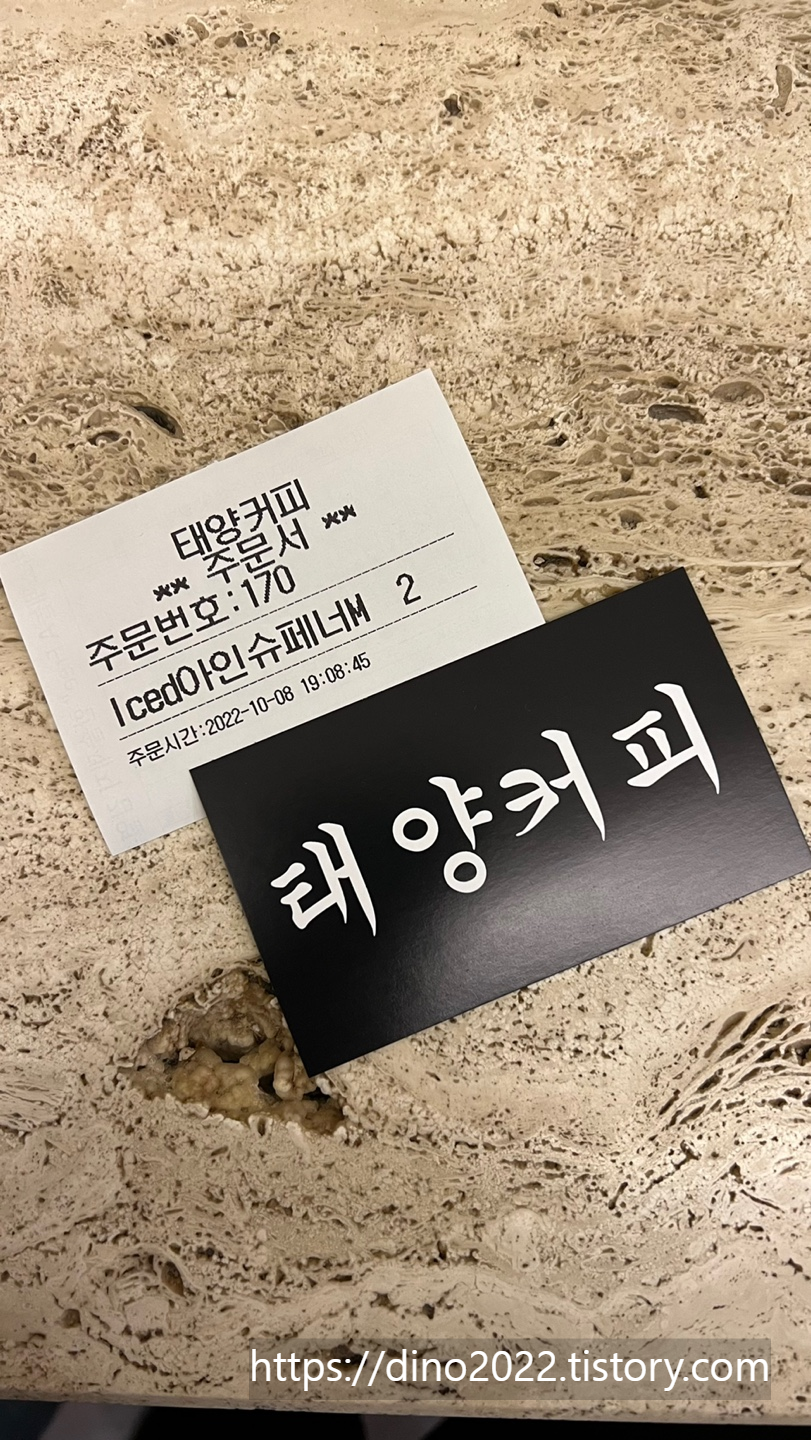 태양커피
** 주문서 **
주문번호:170
Iced아인슈페너M 2
주문시간:2022-10-08 19:08:45
태양커피
https://dino2022.tistory.com